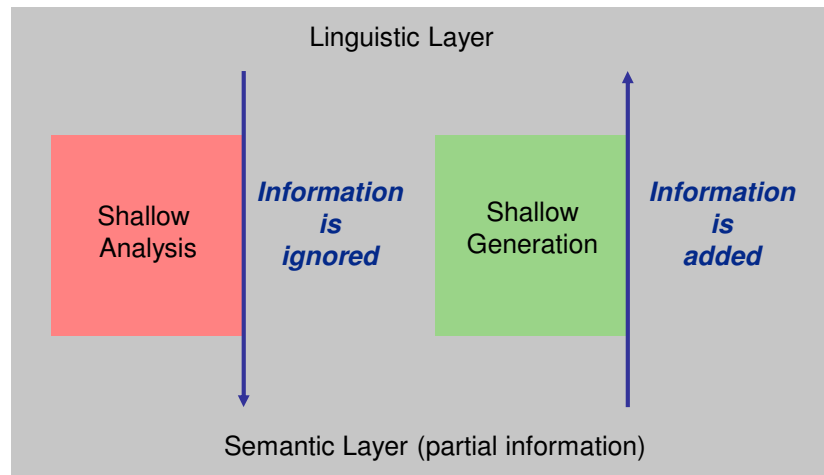 Linguistic Layer
Shallow
Analysis
Information
is
ignored
Shallow
Generation
Information
is
added
Semantic Layer (partial information)